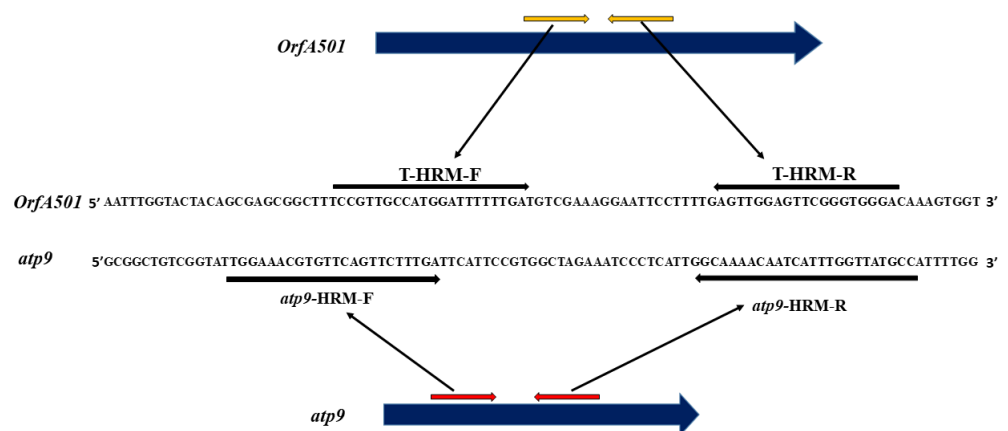 OrfA501
T-HRM-F
T-HRM-R
OrfA501 5’ AATTTGGTACTACAGCGAGCGGCTTTCCGTTGCCATGGATTTTTTGATGTCGAAAGGAATTCCTTTTGAGTTGGAGTTCGGGTGGGACAAAGTGGT 3’
atp9 5’GCGGCTGTCGGTATTGGAAACGTGTTCAGTTCTTTGATTCATTCCGTGGCTAGAAATCCCTCATTGGCAAAACAATCATTTGGTTATGCCATTTTGG 3’
atp9-HRM-F
atp9-HRM-R
atp9